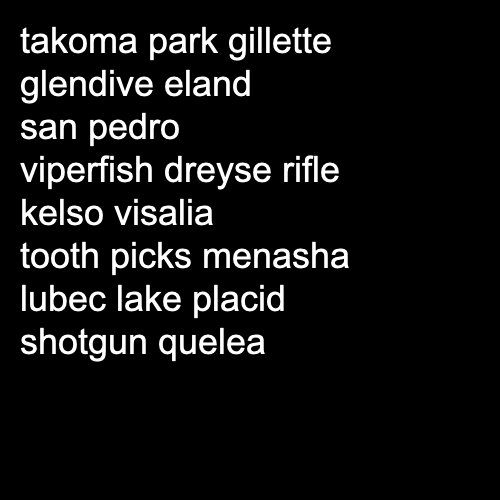 takoma park gillette
glendive eland
san pedro
viperfish dreyse rifle
kelso visalia
tooth picks menasha
lubec lake placid
shotgun quelea